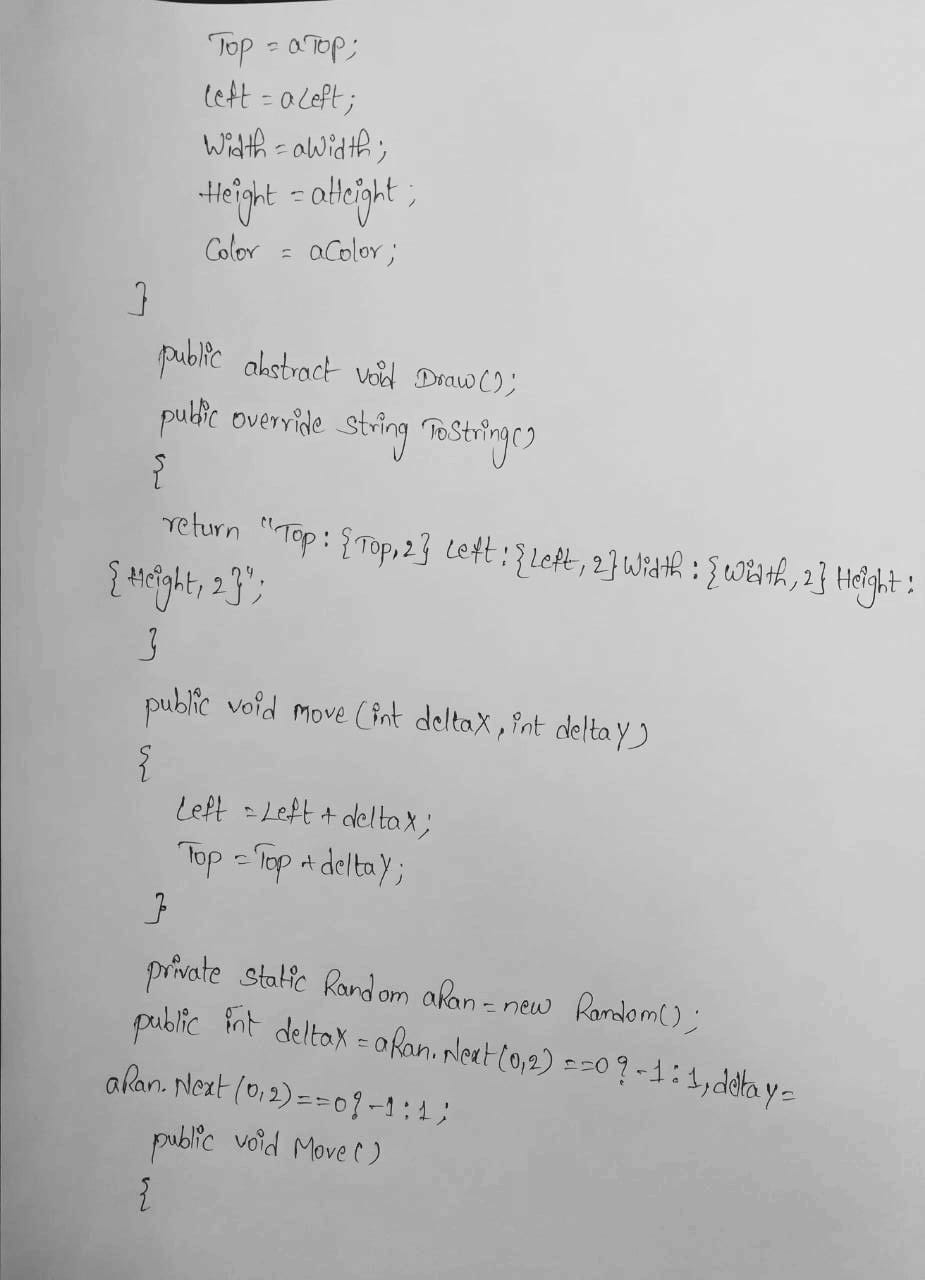 Top = aTop;
Left = aLeft;
Width = aWidth;
Height = aHeight;
Color = aColor;
}
public abstract void Draw();
public override string ToString()
{
return "Top: {Top,2} Left: {Left,2} Width: {Width,2} Height:
{Height, 2}";
}
public void move (int deltaX, int deltaY)
{
Left = Left + deltaX;
Top = Top + deltaY;
}
private static Random aRan = new Random();
public int deltaX = aRan.Next(0,2) ==0 ? -1 : 1, deltaY =
aRan.Next(0,2)==0? -1 : 1;
public void Move()
{